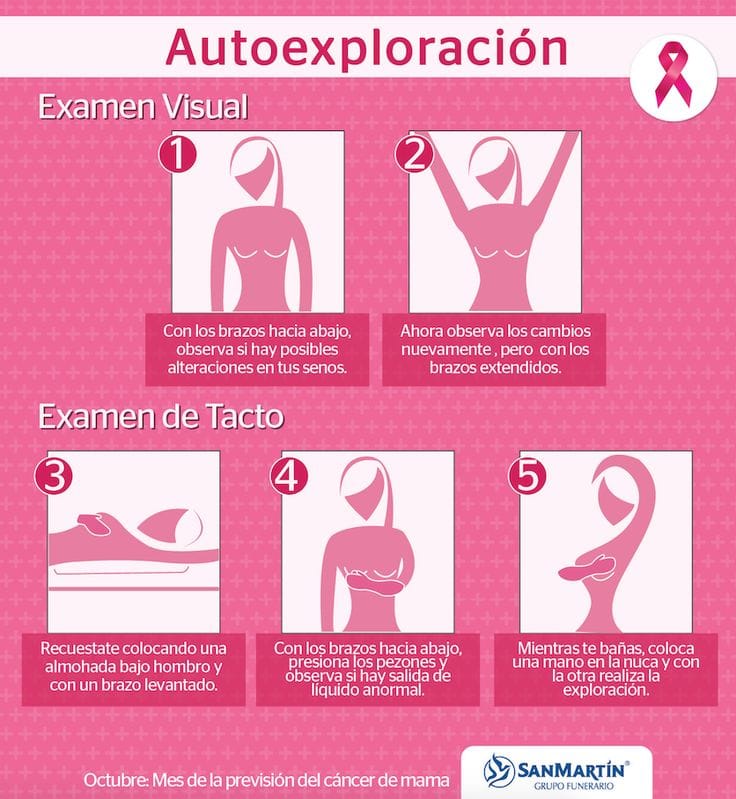 Autoexploración
Examen Visual
1
2
Con los brazos hacia abajo,
observa si hay posibles
alteraciones en tus senos.
Ahora observa los cambios
nuevamente , pero con los
brazos extendidos.
Examen de Tacto
3
4
5
Recuestate colocando una
almohada bajo hombro y
con un brazo levantado.
Con los brazos hacia abajo,
presiona los pezones y
observa si hay salida de
líquido anormal.
Mientras te bañas, coloca
una mano en la nuca y con
la otra realiza la
exploración.
Octubre: Mes de la previsión del cáncer de mama
SANMARTÍN®
GRUPO FUNERARIO